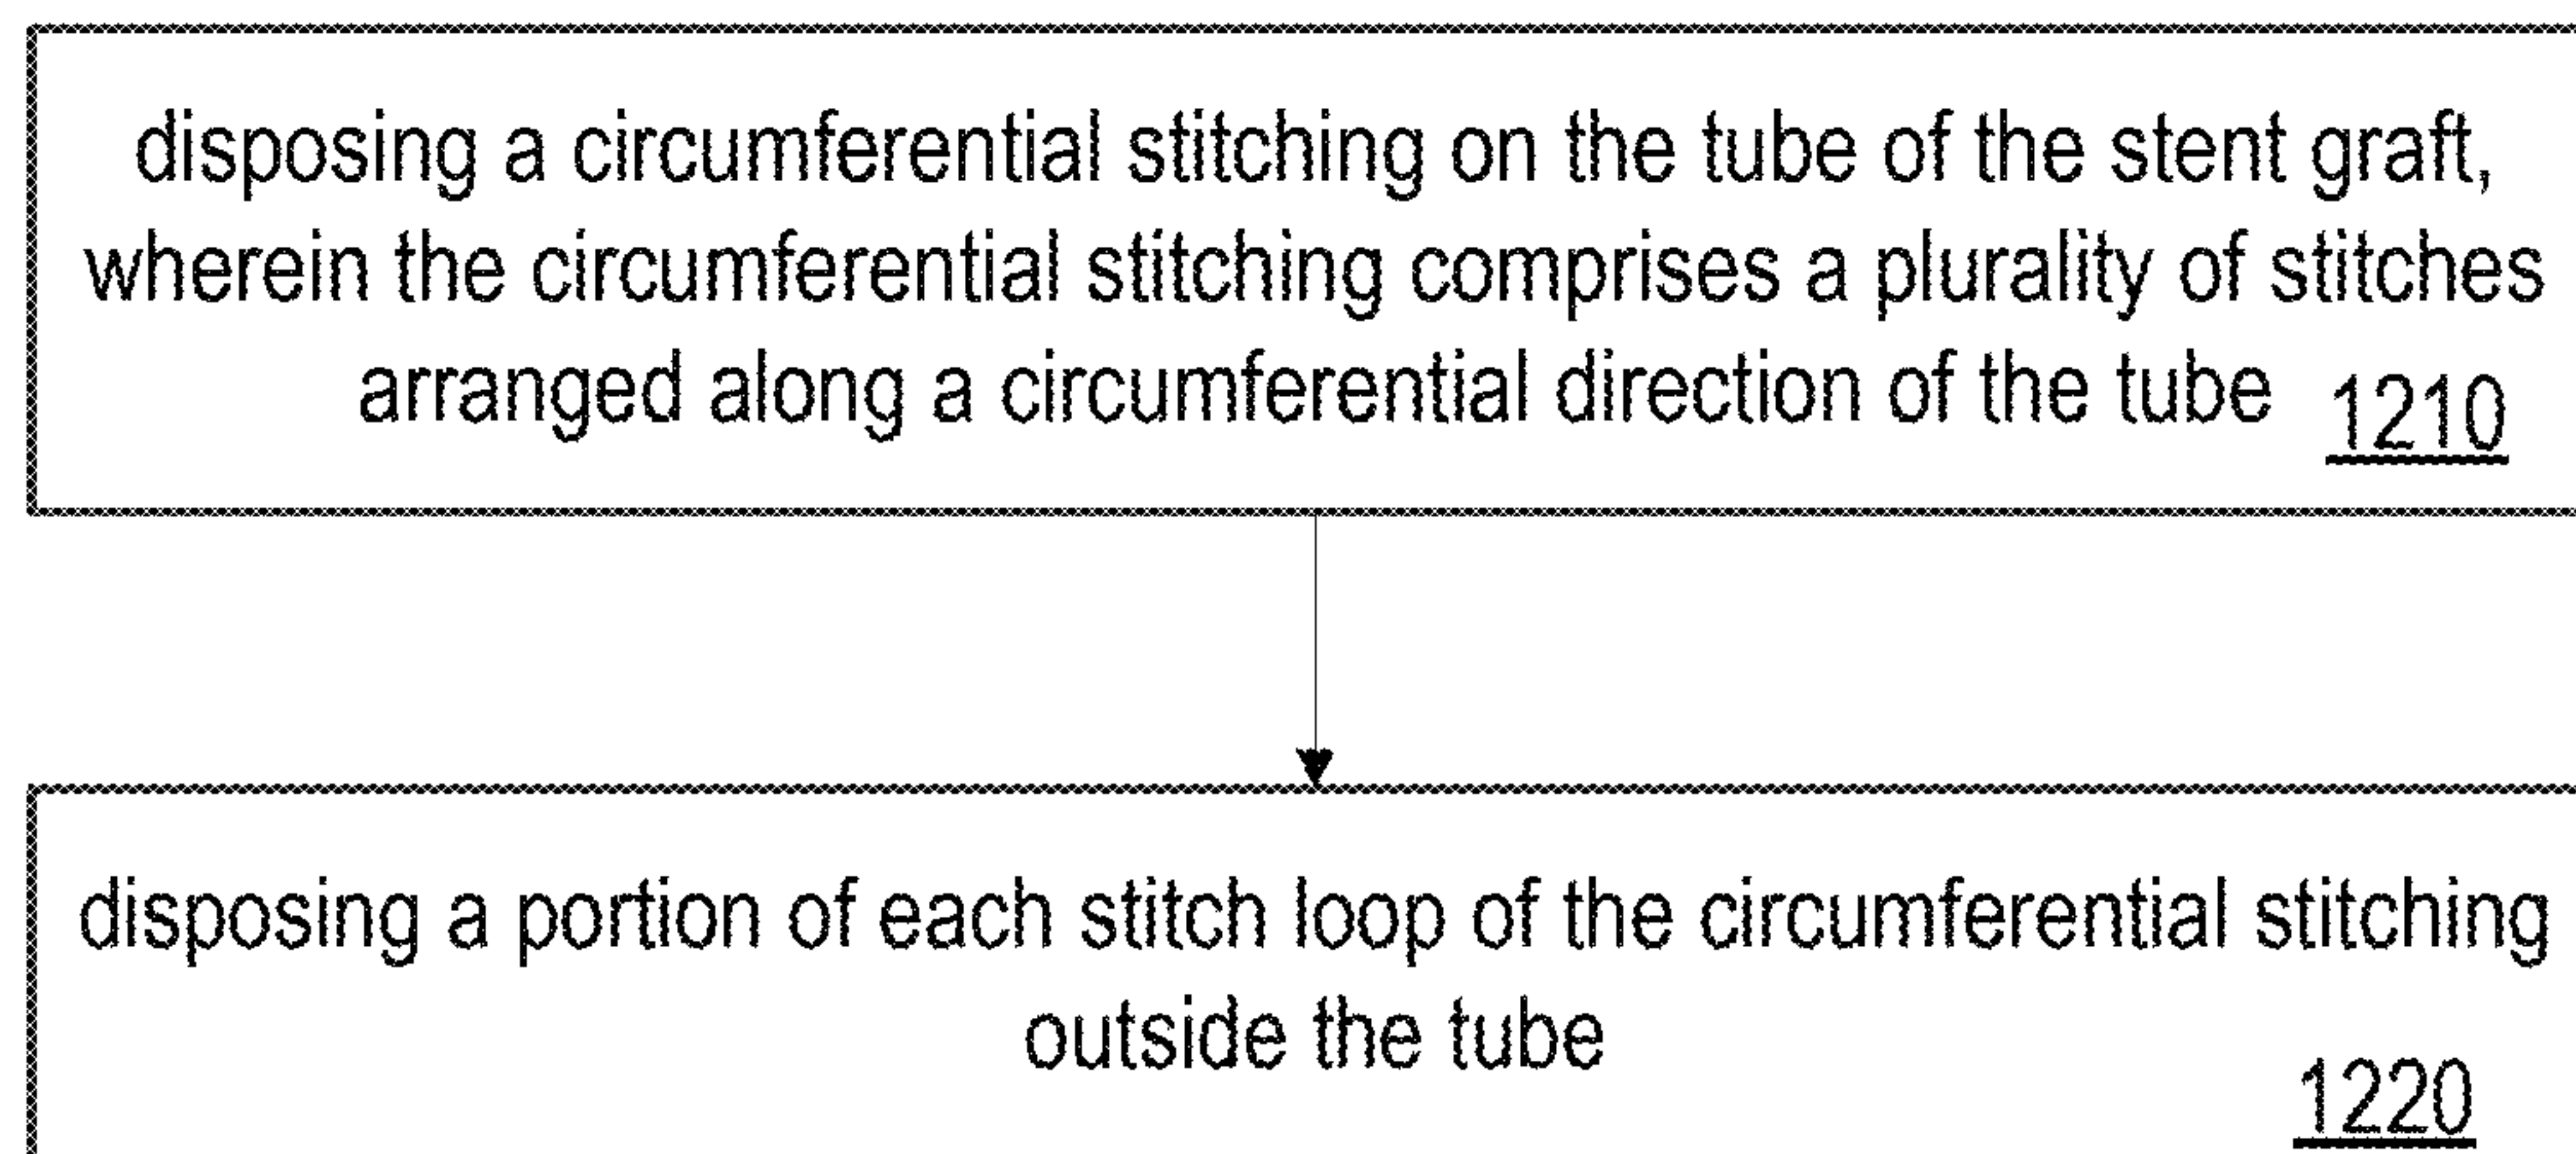 disposing a circumferential stitching on the tube of the stent graft,
wherein the circumferential stitching comprises a plurality of stitches
arranged along a circumferential direction of the tube 1210
disposing a portion of each stitch loop of the circumferential stitching
outside the tube
1220